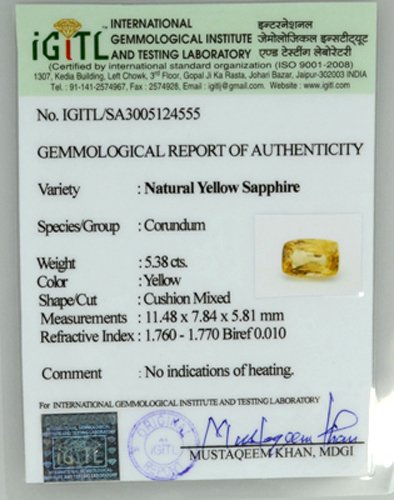 INTERNATIONAL
GEMMOLOGICAL INSTITUTE
AND TESTING LABORATORY
इन्टरनेशनल
जेमोलोजिकल इन्सटीट्यूट
एण्ड टेस्टिंग लेबोरेटरी
iGiTL
(Certified by international standard organization (ISO 9001-2008)
1307, Kedia Building, Left Chowk, 3rd Floor, Gopal Ji Ka Rasta, Johari Bazar, Jaipur-302003 INDIA
Tel.: 91-141-2574967, Fax : 2574928, Email : igitlj@gmail.com, Website : www.igitl.com
No. IGITL/SA3005124555
GEMMOLOGICAL REPORT OF AUTHENTICITY
Variety : Natural Yellow Sapphire
Species/Group : Corundum
Weight : 5.38 cts.
Color : Yellow
Shape/Cut : Cushion Mixed
Measurements : 11.48 x 7.84 x 5.81 mm
Refractive Index : 1.760 - 1.770 Biref 0.010
Comment : No indications of heating.
For INTERNATIONAL GEMMOLOGICAL INSTITUTE AND TESTING LABORATORY
IGITL
ORIGINAL
IGITL
Mustaqeem Khan
MUSTAQEEM KHAN, MDGI